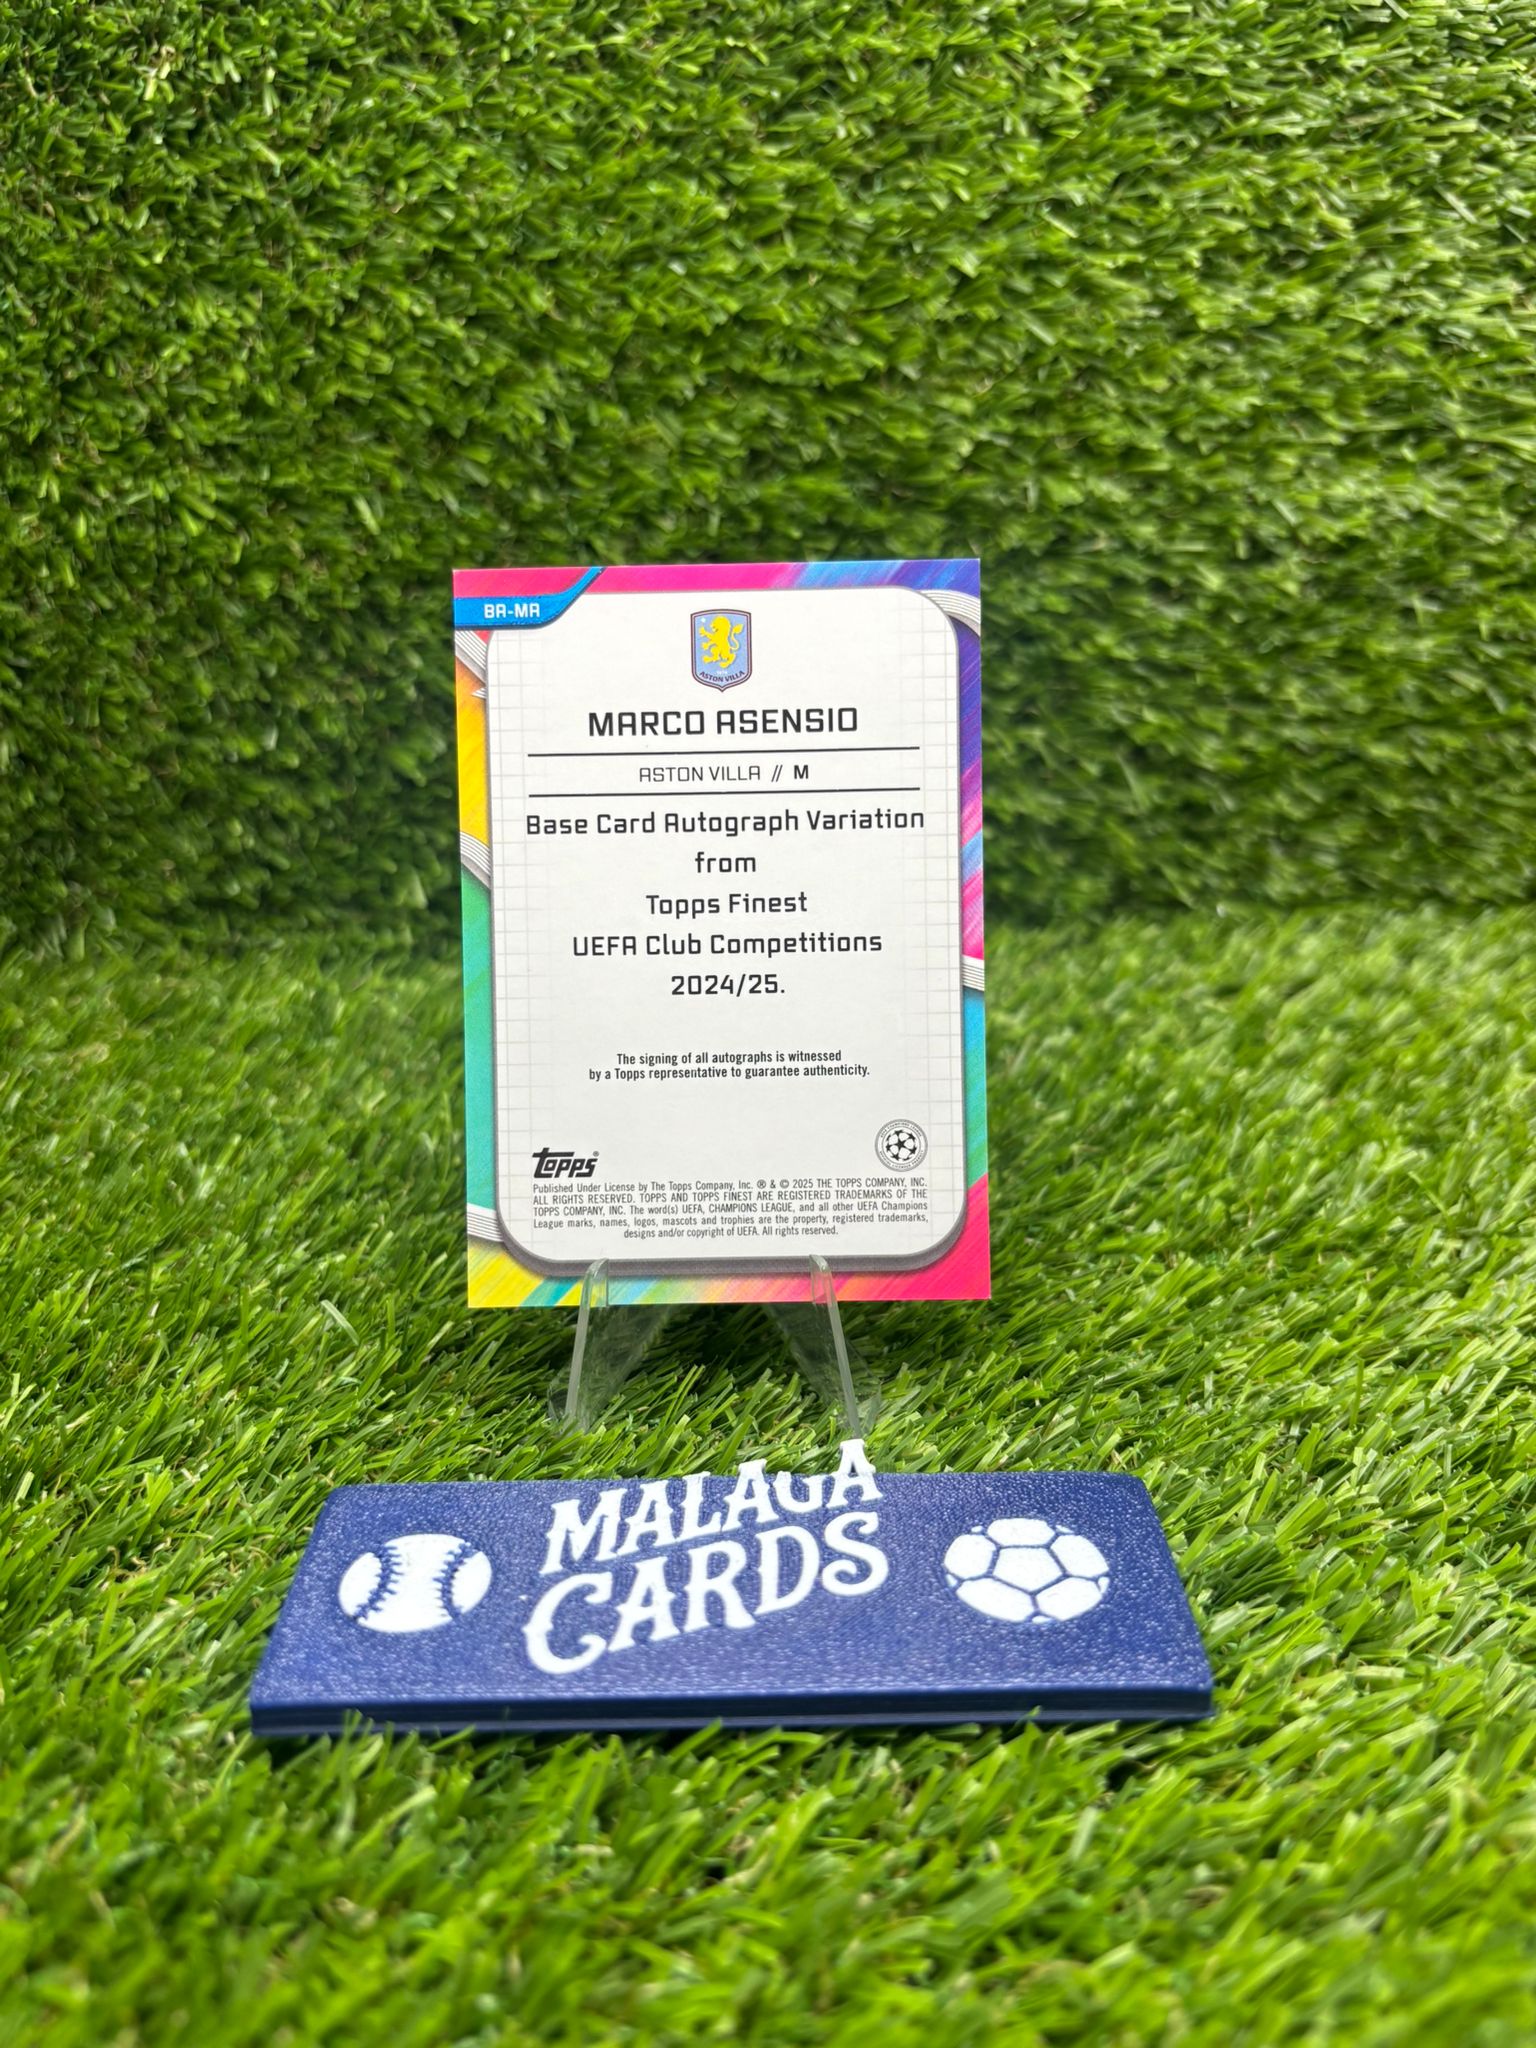 BA-MA
ASTON VILLA
MARCO ASENSIO
ASTON VILLA // M
Base Card Autograph Variation
from
Topps Finest
UEFA Club Competitions
2024/25.
The signing of all autographs is witnessed
by a Topps representative to guarantee authenticity.
Topps®
Published Under License by The Topps Company, Inc. ® & © 2025 THE TOPPS COMPANY, INC.
ALL RIGHTS RESERVED. TOPPS AND TOPPS FINEST ARE REGISTERED TRADEMARKS OF THE
TOPPS COMPANY, INC. The word(s) UEFA, CHAMPIONS LEAGUE, and all other UEFA Champions
League marks, names, logos, mascots and trophies are the property, registered trademarks,
designs and/or copyright of UEFA. All rights reserved.
MALAGA
CARDS